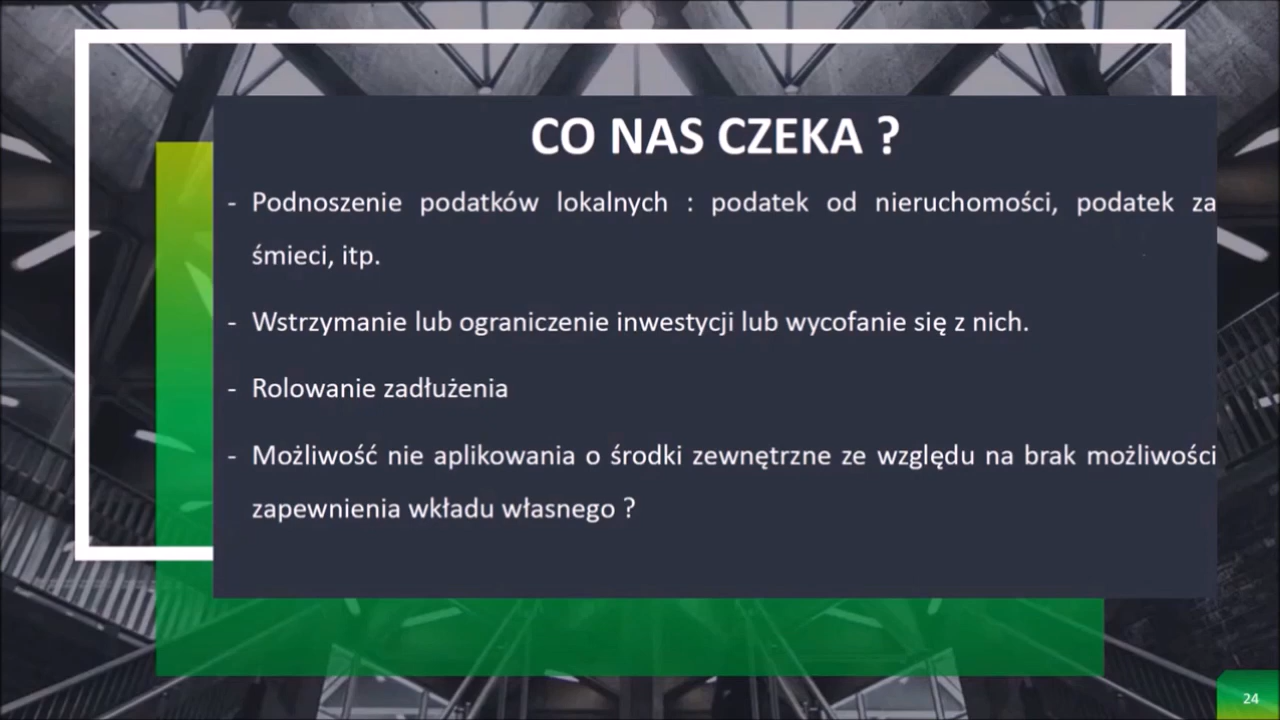 CO NAS CZEKA ?
- Podnoszenie podatków lokalnych : podatek od nieruchomości, podatek za
śmieci, itp.
- Wstrzymanie lub ograniczenie inwestycji lub wycofanie się z nich.
- Rolowanie zadłużenia
- Możliwość nie aplikowania o środki zewnętrzne ze względu na brak możliwości
zapewnienia wkładu własnego ?
24